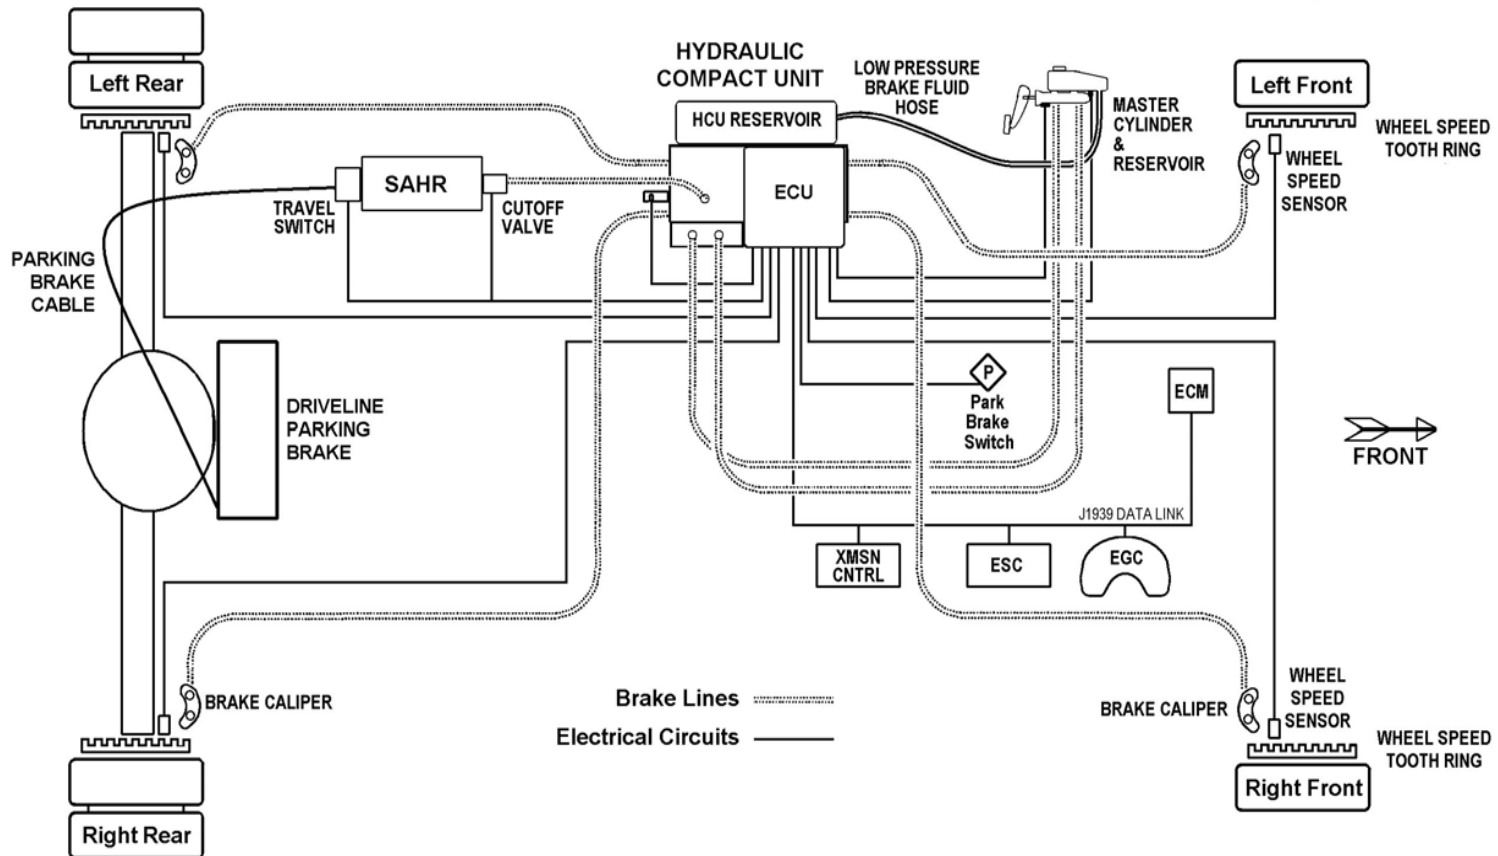 Left Rear
HYDRAULIC
COMPACT UNIT
LOW PRESSURE
BRAKE FLUID
HOSE
HCU RESERVOIR
MASTER
CYLINDER
&
RESERVOIR
Left Front
WHEEL SPEED
TOOTH RING
WHEEL
SPEED
SENSOR
SAHR
ECU
TRAVEL
SWITCH
CUTOFF
VALVE
PARKING
BRAKE
CABLE
DRIVELINE
PARKING
BRAKE
P
Park
Brake
Switch
ECM
FRONT
J1939 DATA LINK
XMSN
CNTRL
ESC
EGC
BRAKE CALIPER
Brake Lines
Electrical Circuits
BRAKE CALIPER
WHEEL
SPEED
SENSOR
WHEEL SPEED
TOOTH RING
Right Rear
Right Front